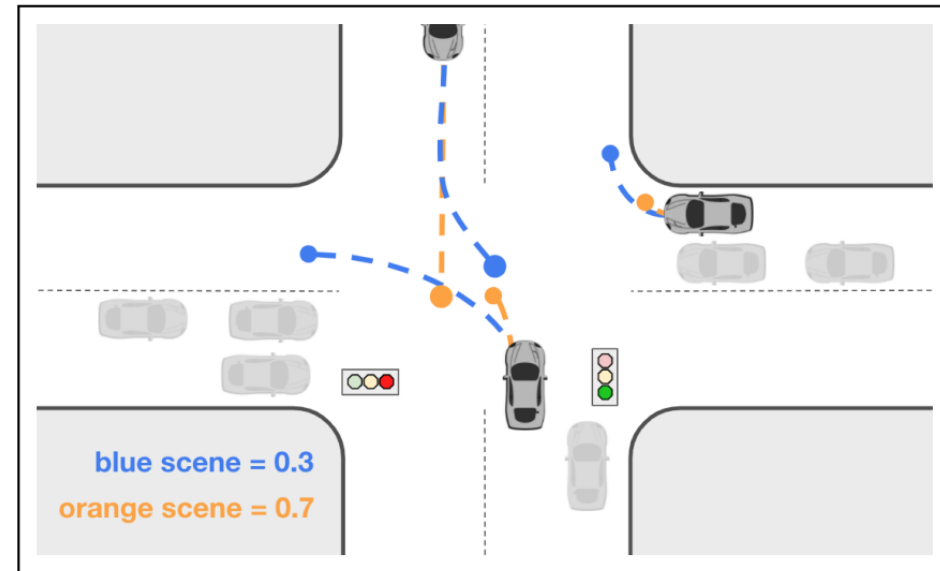 blue scene = 0.3
orange scene = 0.7